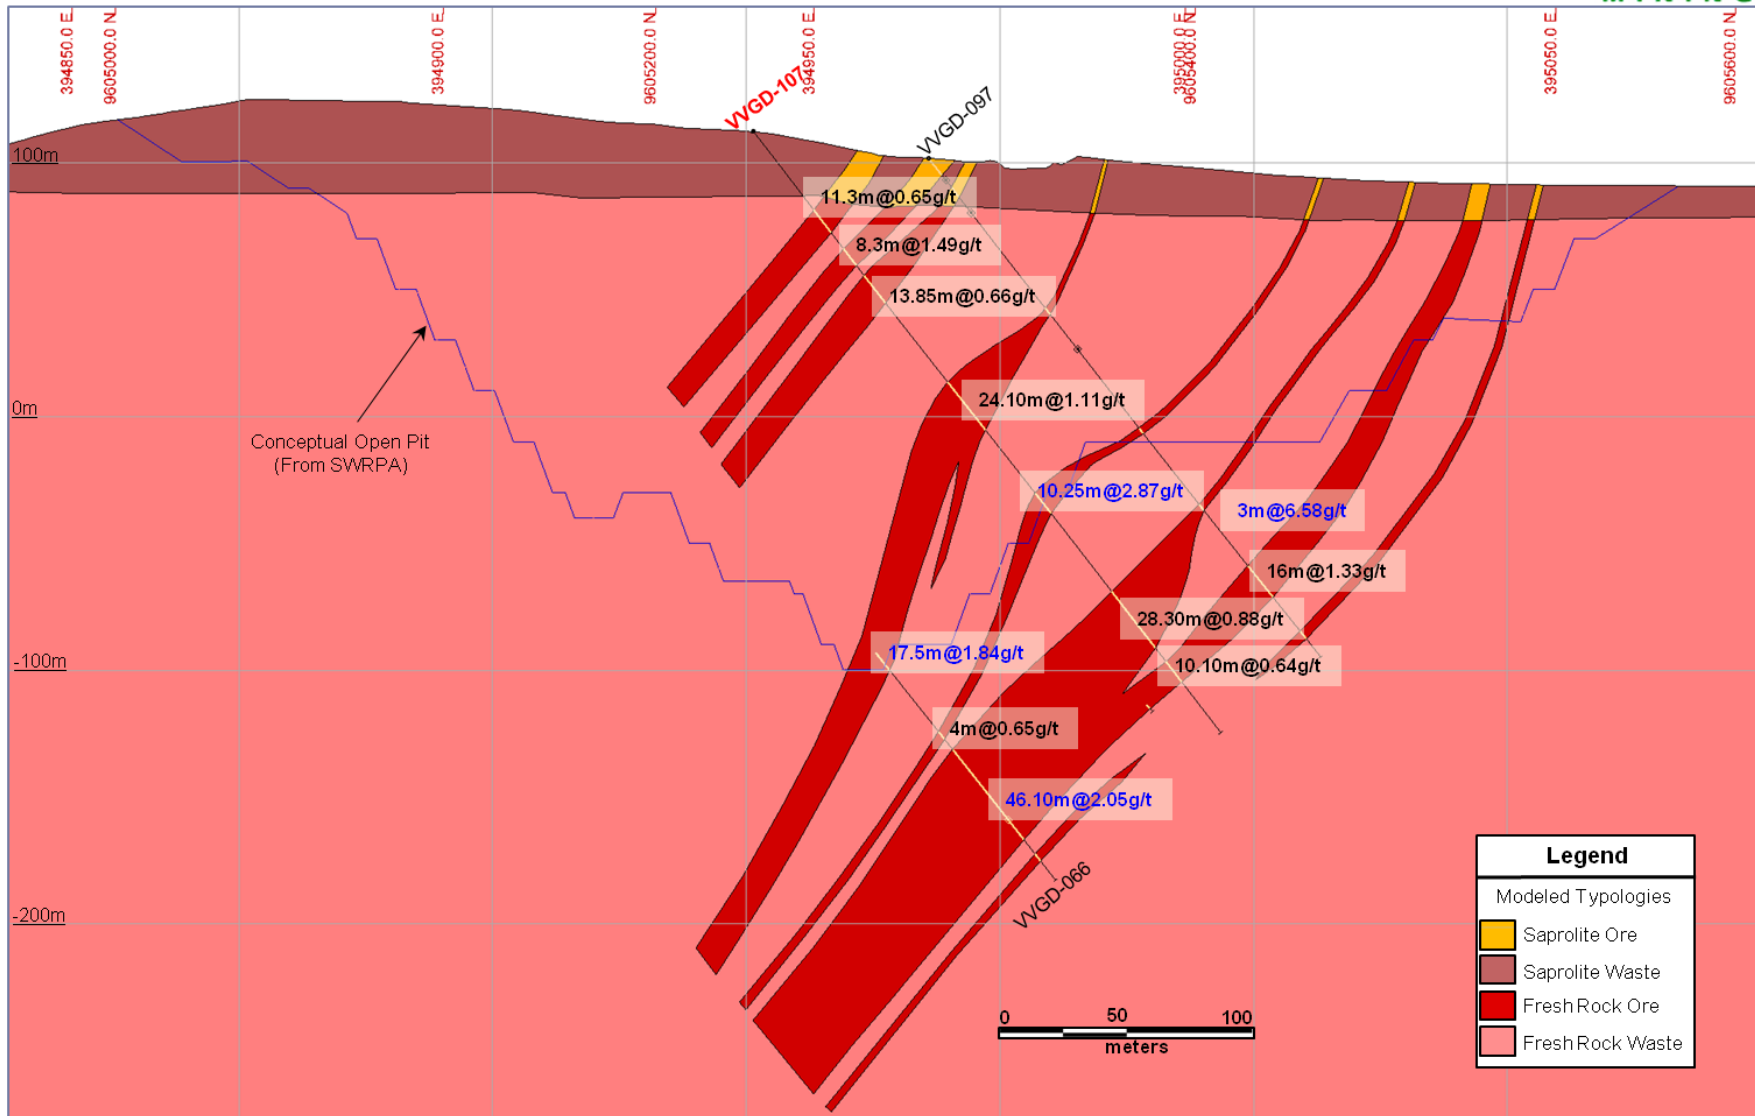 394850.0 E
9605000.0 N
394900.0 E
9605200.0 N
394950.0 E
395000.0 E
9605400.0 N
395050.0 E
9605600.0 N
VVGD-107
VVGD-097
100m
11.3m@0.65g/t
8.3m@1.49g/t
13.85m@0.66g/t
0m
24.10m@1.11g/t
Conceptual Open Pit
(From SWRPA)
10.25m@2.87g/t
3m@6.58g/t
16m@1.33g/t
28.30m@0.88g/t
17.5m@1.84g/t
10.10m@0.64g/t
-100m
4m@0.65g/t
46.10m@2.05g/t
VVGD-066
-200m
0 50 100
meters
Legend
Modeled Typologies
Saprolite Ore
Saprolite Waste
Fresh Rock Ore
Fresh Rock Waste